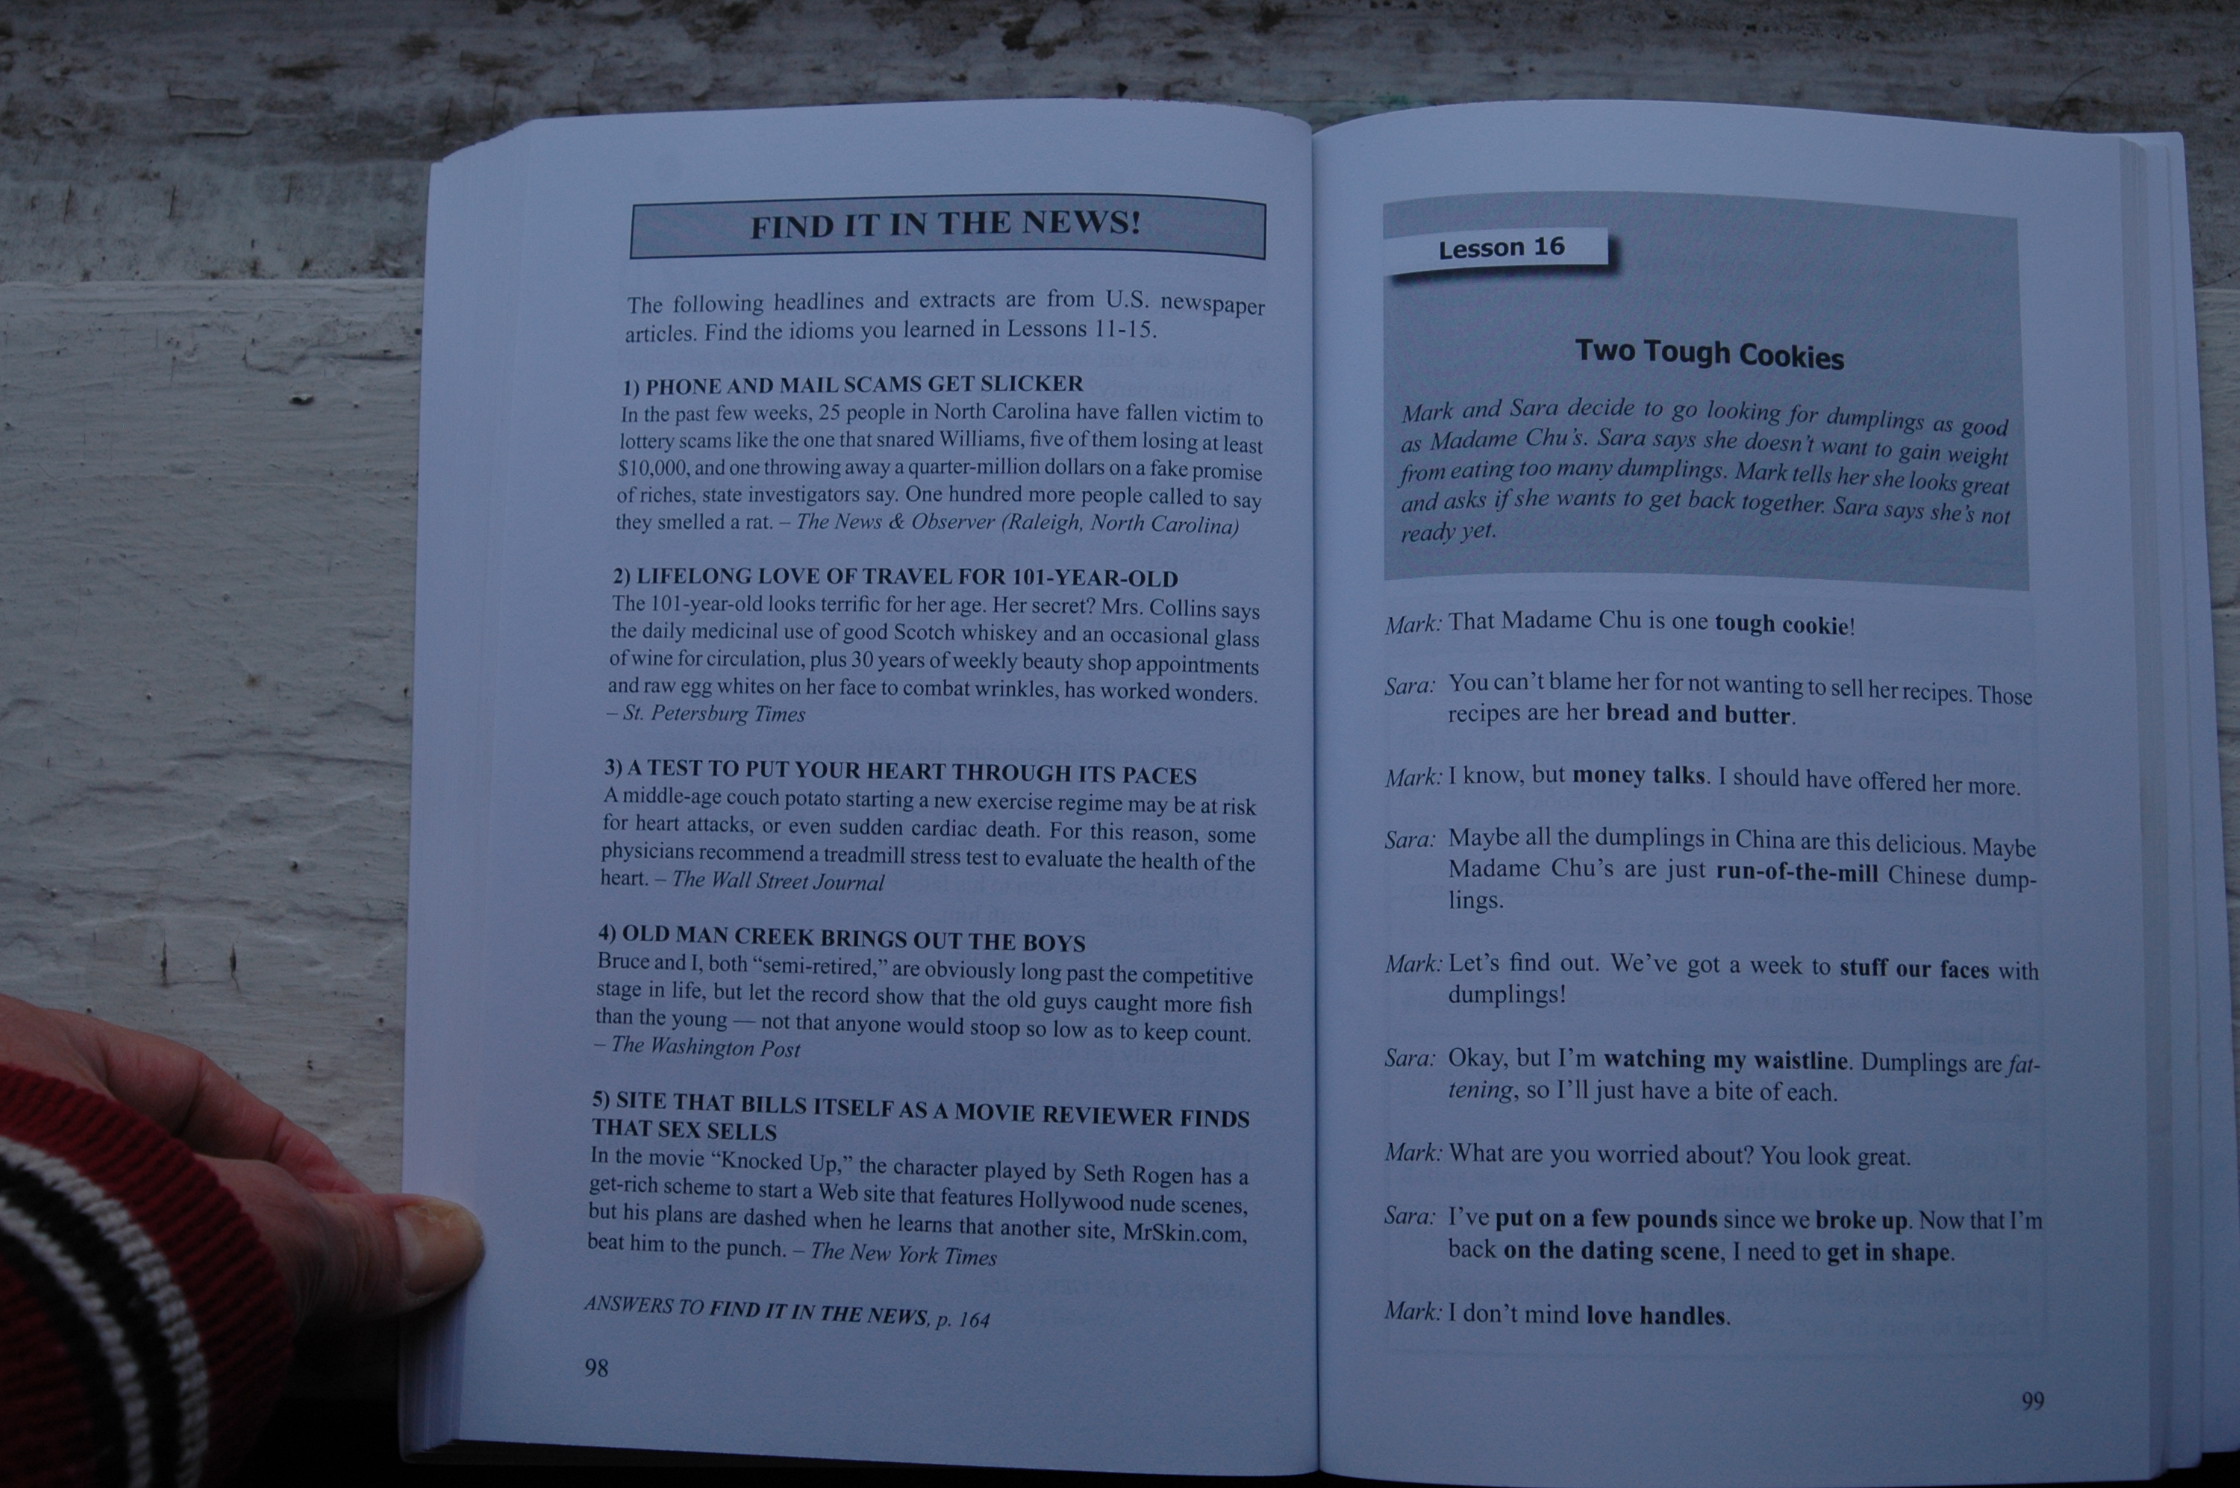 FIND IT IN THE NEWS!
The following headlines and extracts are from U.S. newspaper
articles. Find the idioms you learned in Lessons 11-15.
1) PHONE AND MAIL SCAMS GET SLICKER
In the past few weeks, 25 people in North Carolina have fallen victim to
lottery scams like the one that snared Williams, five of them losing at least
$10,000, and one throwing away a quarter-million dollars on a fake promise
of riches, state investigators say. One hundred more people called to say
they smelled a rat. – The News & Observer (Raleigh, North Carolina)
2) LIFELONG LOVE OF TRAVEL FOR 101-YEAR-OLD
The 101-year-old looks terrific for her age. Her secret? Mrs. Collins says
the daily medicinal use of good Scotch whiskey and an occasional glass
of wine for circulation, plus 30 years of weekly beauty shop appointments
and raw egg whites on her face to combat wrinkles, has worked wonders.
– St. Petersburg Times
3) A TEST TO PUT YOUR HEART THROUGH ITS PACES
A middle-age couch potato starting a new exercise regime may be at risk
for heart attacks, or even sudden cardiac death. For this reason, some
physicians recommend a treadmill stress test to evaluate the health of the
heart. – The Wall Street Journal
4) OLD MAN CREEK BRINGS OUT THE BOYS
Bruce and I, both “semi-retired,” are obviously long past the competitive
stage in life, but let the record show that the old guys caught more fish
than the young — not that anyone would stoop so low as to keep count.
– The Washington Post
5) SITE THAT BILLS ITSELF AS A MOVIE REVIEWER FINDS
THAT SEX SELLS
In the movie “Knocked Up,” the character played by Seth Rogen has a
get-rich scheme to start a Web site that features Hollywood nude scenes,
but his plans are dashed when he learns that another site, MrSkin.com,
beat him to the punch. – The New York Times
ANSWERS TO FIND IT IN THE NEWS, p. 164
98
Lesson 16
Two Tough Cookies
Mark and Sara decide to go looking for dumplings as good
as Madame Chu’s. Sara says she doesn’t want to gain weight
from eating too many dumplings. Mark tells her she looks great
and asks if she wants to get back together. Sara says she’s not
ready yet.
Mark: That Madame Chu is one tough cookie!
Sara: You can’t blame her for not wanting to sell her recipes. Those
recipes are her bread and butter.
Mark: I know, but money talks. I should have offered her more.
Sara: Maybe all the dumplings in China are this delicious. Maybe
Madame Chu’s are just run-of-the-mill Chinese dump-
lings.
Mark: Let’s find out. We’ve got a week to stuff our faces with
dumplings!
Sara: Okay, but I’m watching my waistline. Dumplings are fat-
tening, so I’ll just have a bite of each.
Mark: What are you worried about? You look great.
Sara: I’ve put on a few pounds since we broke up. Now that I’m
back on the dating scene, I need to get in shape.
Mark: I don’t mind love handles.
99